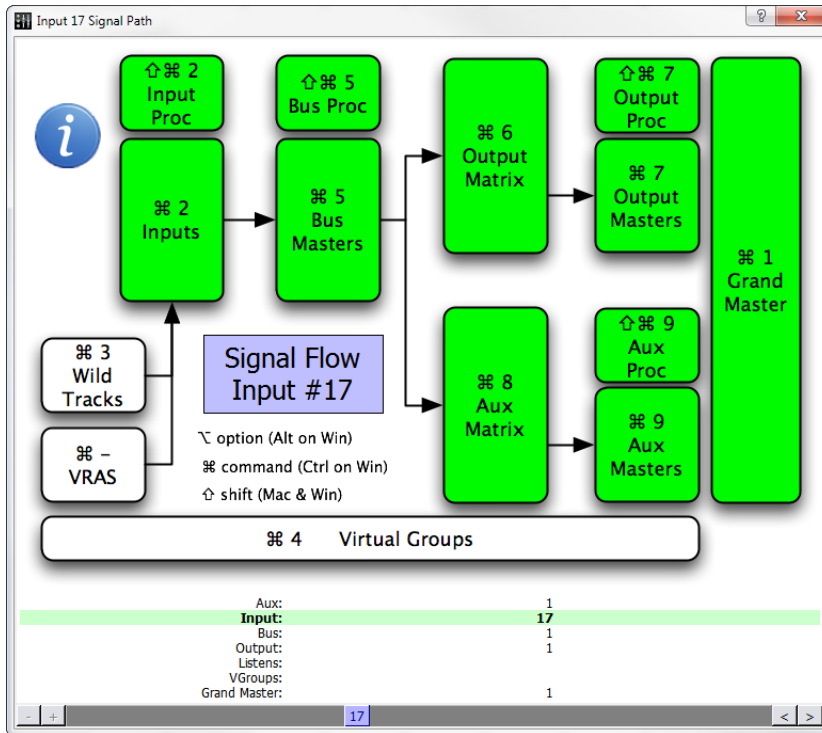 Input 17 Signal Path
?
X
⇧⌘ 2
Input
Proc
⇧⌘ 5
Bus Proc
⌘ 6
Output
Matrix
⇧⌘ 7
Output
Proc
i
⌘ 2
Inputs
⌘ 5
Bus
Masters
⌘ 7
Output
Masters
⌘ 1
Grand
Master
⌘ 3
Wild
Tracks
Signal Flow
Input #17
⌘ 8
Aux
Matrix
⇧⌘ 9
Aux
Proc
⌘ 9
Aux
Masters
⌘ –
VRAS
⌥ option (Alt on Win)
⌘ command (Ctrl on Win)
⇧ shift (Mac & Win)
⌘ 4 Virtual Groups
Aux: 1
Input: 17
Bus: 1
Output: 1
Listens:
VGroups:
Grand Master: 1
- + 17 < >